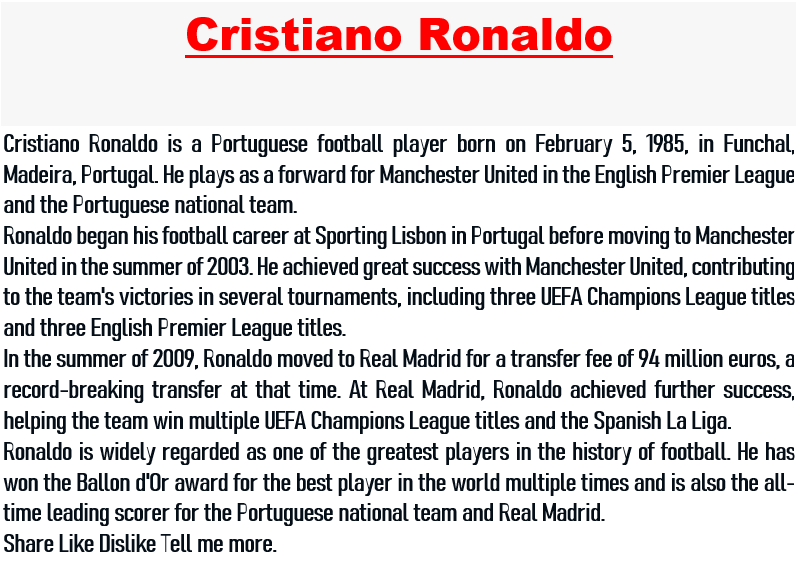 Cristiano Ronaldo
Cristiano Ronaldo is a Portuguese football player born on February 5, 1985, in Funchal,
Madeira, Portugal. He plays as a forward for Manchester United in the English Premier League
and the Portuguese national team.
Ronaldo began his football career at Sporting Lisbon in Portugal before moving to Manchester
United in the summer of 2003. He achieved great success with Manchester United, contributing
to the team's victories in several tournaments, including three UEFA Champions League titles
and three English Premier League titles.
In the summer of 2009, Ronaldo moved to Real Madrid for a transfer fee of 94 million euros, a
record-breaking transfer at that time. At Real Madrid, Ronaldo achieved further success,
helping the team win multiple UEFA Champions League titles and the Spanish La Liga.
Ronaldo is widely regarded as one of the greatest players in the history of football. He has
won the Ballon d'Or award for the best player in the world multiple times and is also the all-
time leading scorer for the Portuguese national team and Real Madrid.
Share Like Dislike Tell me more.